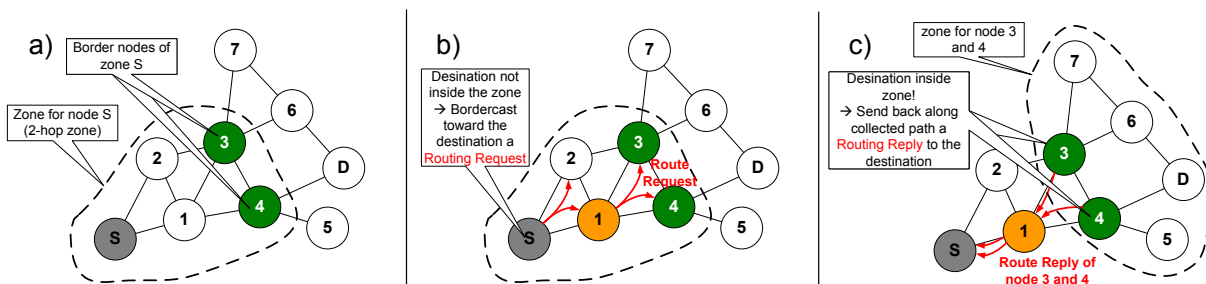 a)
Border nodes of
zone S
Zone for node S
(2-hop zone)
7
6
3
2
D
1
4
S
5
b)
Desination not
inside the zone
→ Bordercast
toward the
destination a
Routing Request
7
6
3
2
Route
Request
D
1
4
S
5
c)
zone for node 3
and 4
Desination inside
zone!
→ Send back along
collected path a
Routing Reply to the
destination
7
6
3
2
D
4
1
S
5
Route Reply of
node 3 and 4